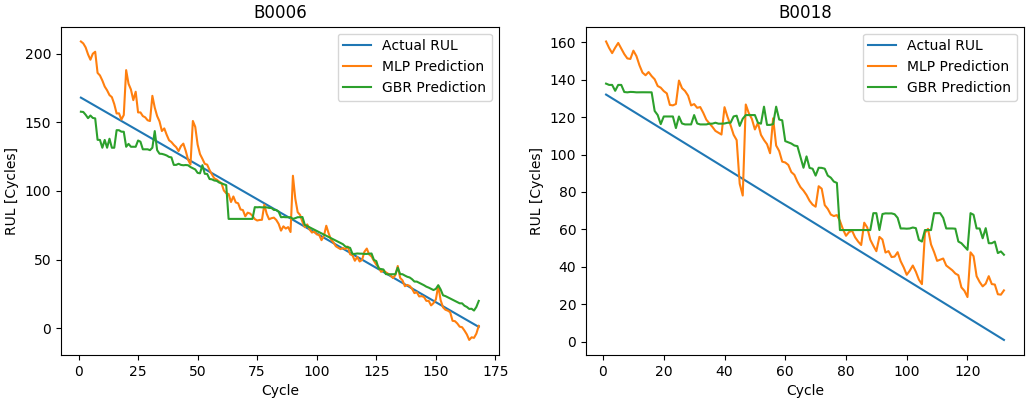 B0006
RUL [Cycles]
200
150
100
50
0
0 25 50 75 100 125 150 175
Cycle
Actual RUL
MLP Prediction
GBR Prediction
B0018
RUL [Cycles]
160
140
120
100
80
60
40
20
0
0 20 40 60 80 100 120
Cycle
Actual RUL
MLP Prediction
GBR Prediction